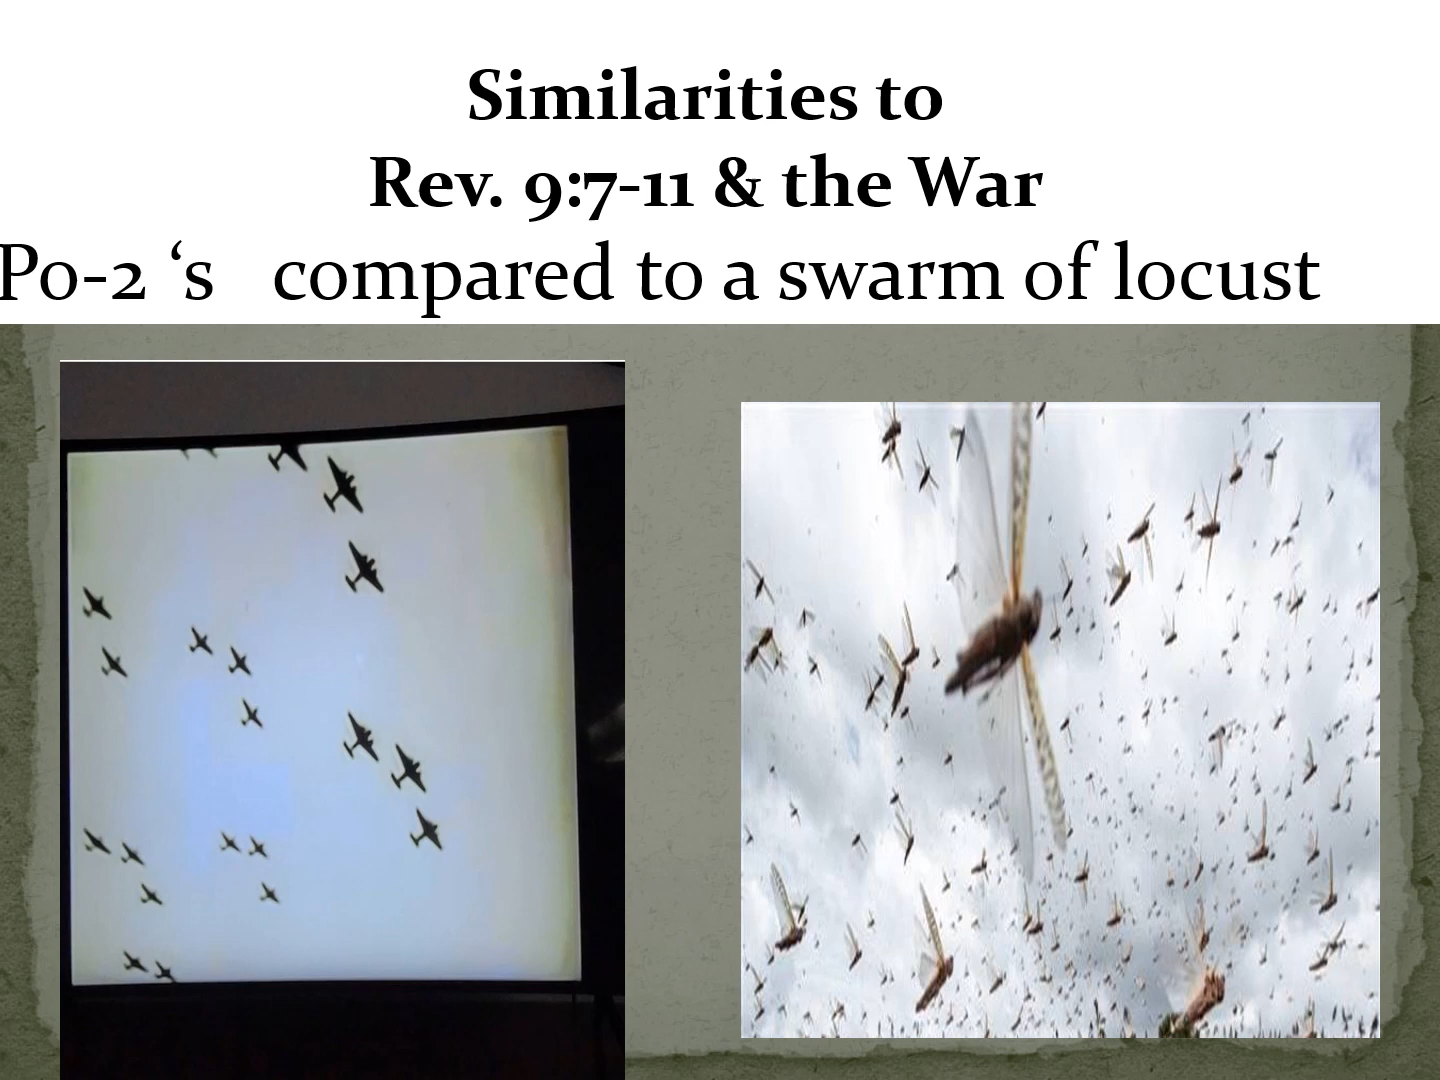 Similarities to
Rev. 9:7-11 & the War
Po-2 ‘s compared to a swarm of locust